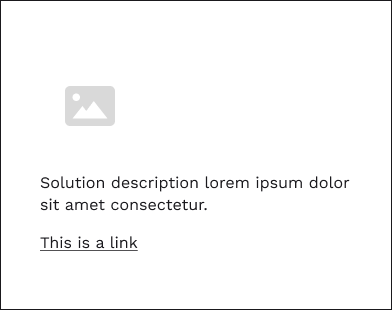 Solution description lorem ipsum dolor
sit amet consectetur.
This is a link